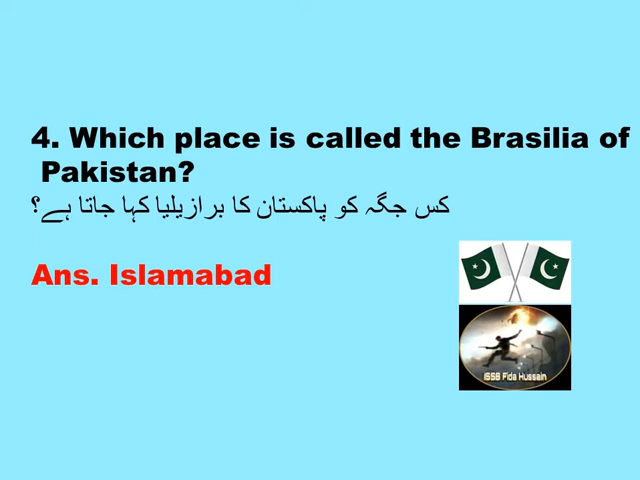 4. Which place is called the Brasilia of
Pakistan?
کس جگہ کو پاکستان کا برازیلیا کہا جاتا ہے؟
Ans. Islamabad
ISSB Fida Hussain